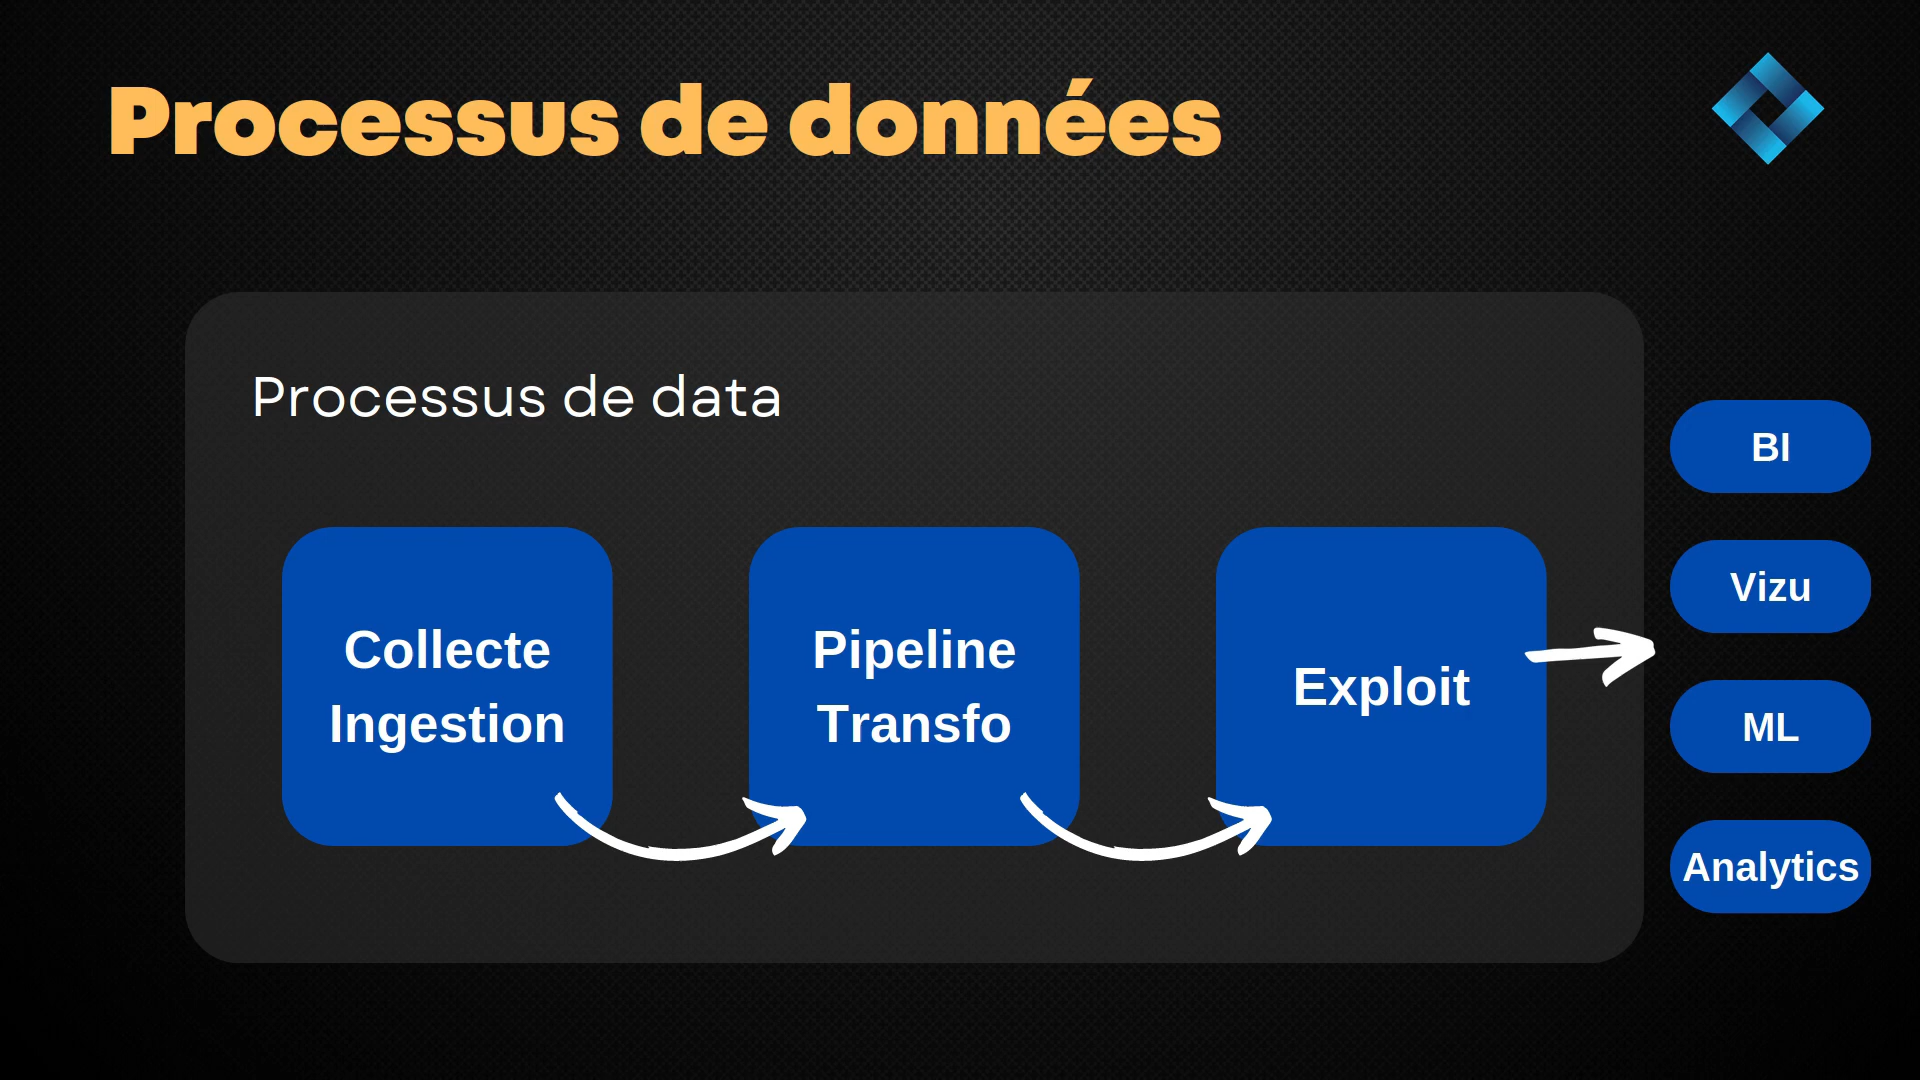 Processus de données
Processus de data
Collecte
Ingestion
Pipeline
Transfo
Exploit
BI
Vizu
ML
Analytics